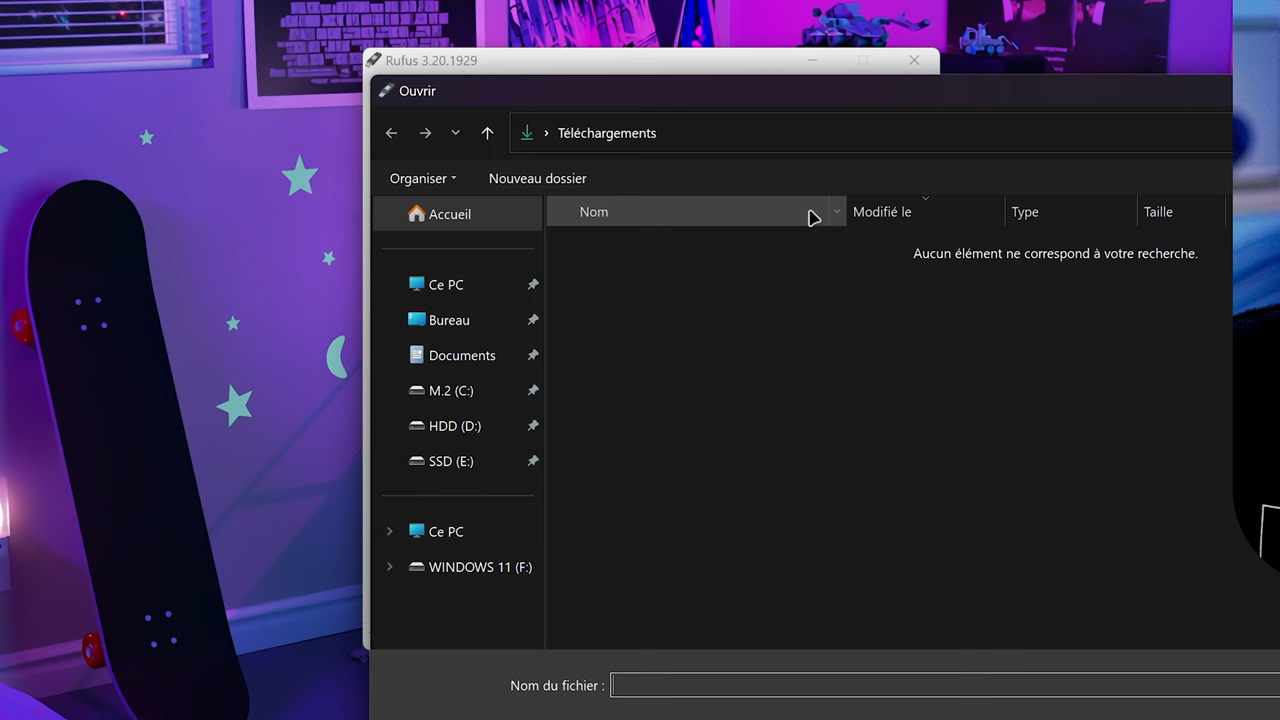 Rufus 3.20.1929
Ouvrir
Téléchargements
Organiser
Nouveau dossier
Accueil
Nom
Modifié le
Type
Taille
Aucun élément ne correspond à votre recherche.
Ce PC
Bureau
Documents
M.2 (C:)
HDD (D:)
SSD (E:)
Ce PC
WINDOWS 11 (F:)
Nom du fichier :